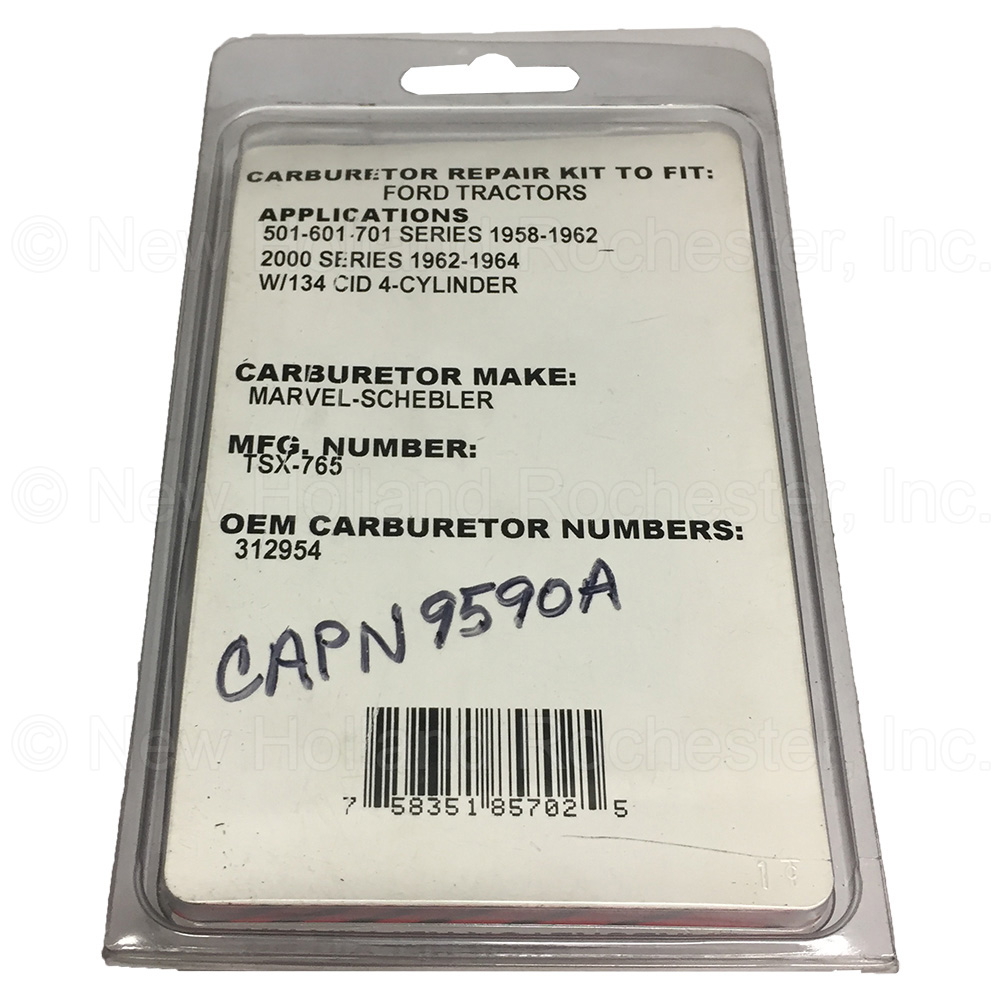 CARBURETOR REPAIR KIT TO FIT:
FORD TRACTORS
APPLICATIONS
501-601-701 SERIES 1958-1962
2000 SERIES 1962-1964
W/134 CID 4-CYLINDER
CARBURETOR MAKE:
MARVEL-SCHEBLER
MFG. NUMBER:
TSX-765
OEM CARBURETOR NUMBERS:
312954
CAPN9590A
7 58351 85702 5
© New Holland Rochester, Inc.
© New Holland Rochester, Inc.
© New Holland Rochester, Inc.